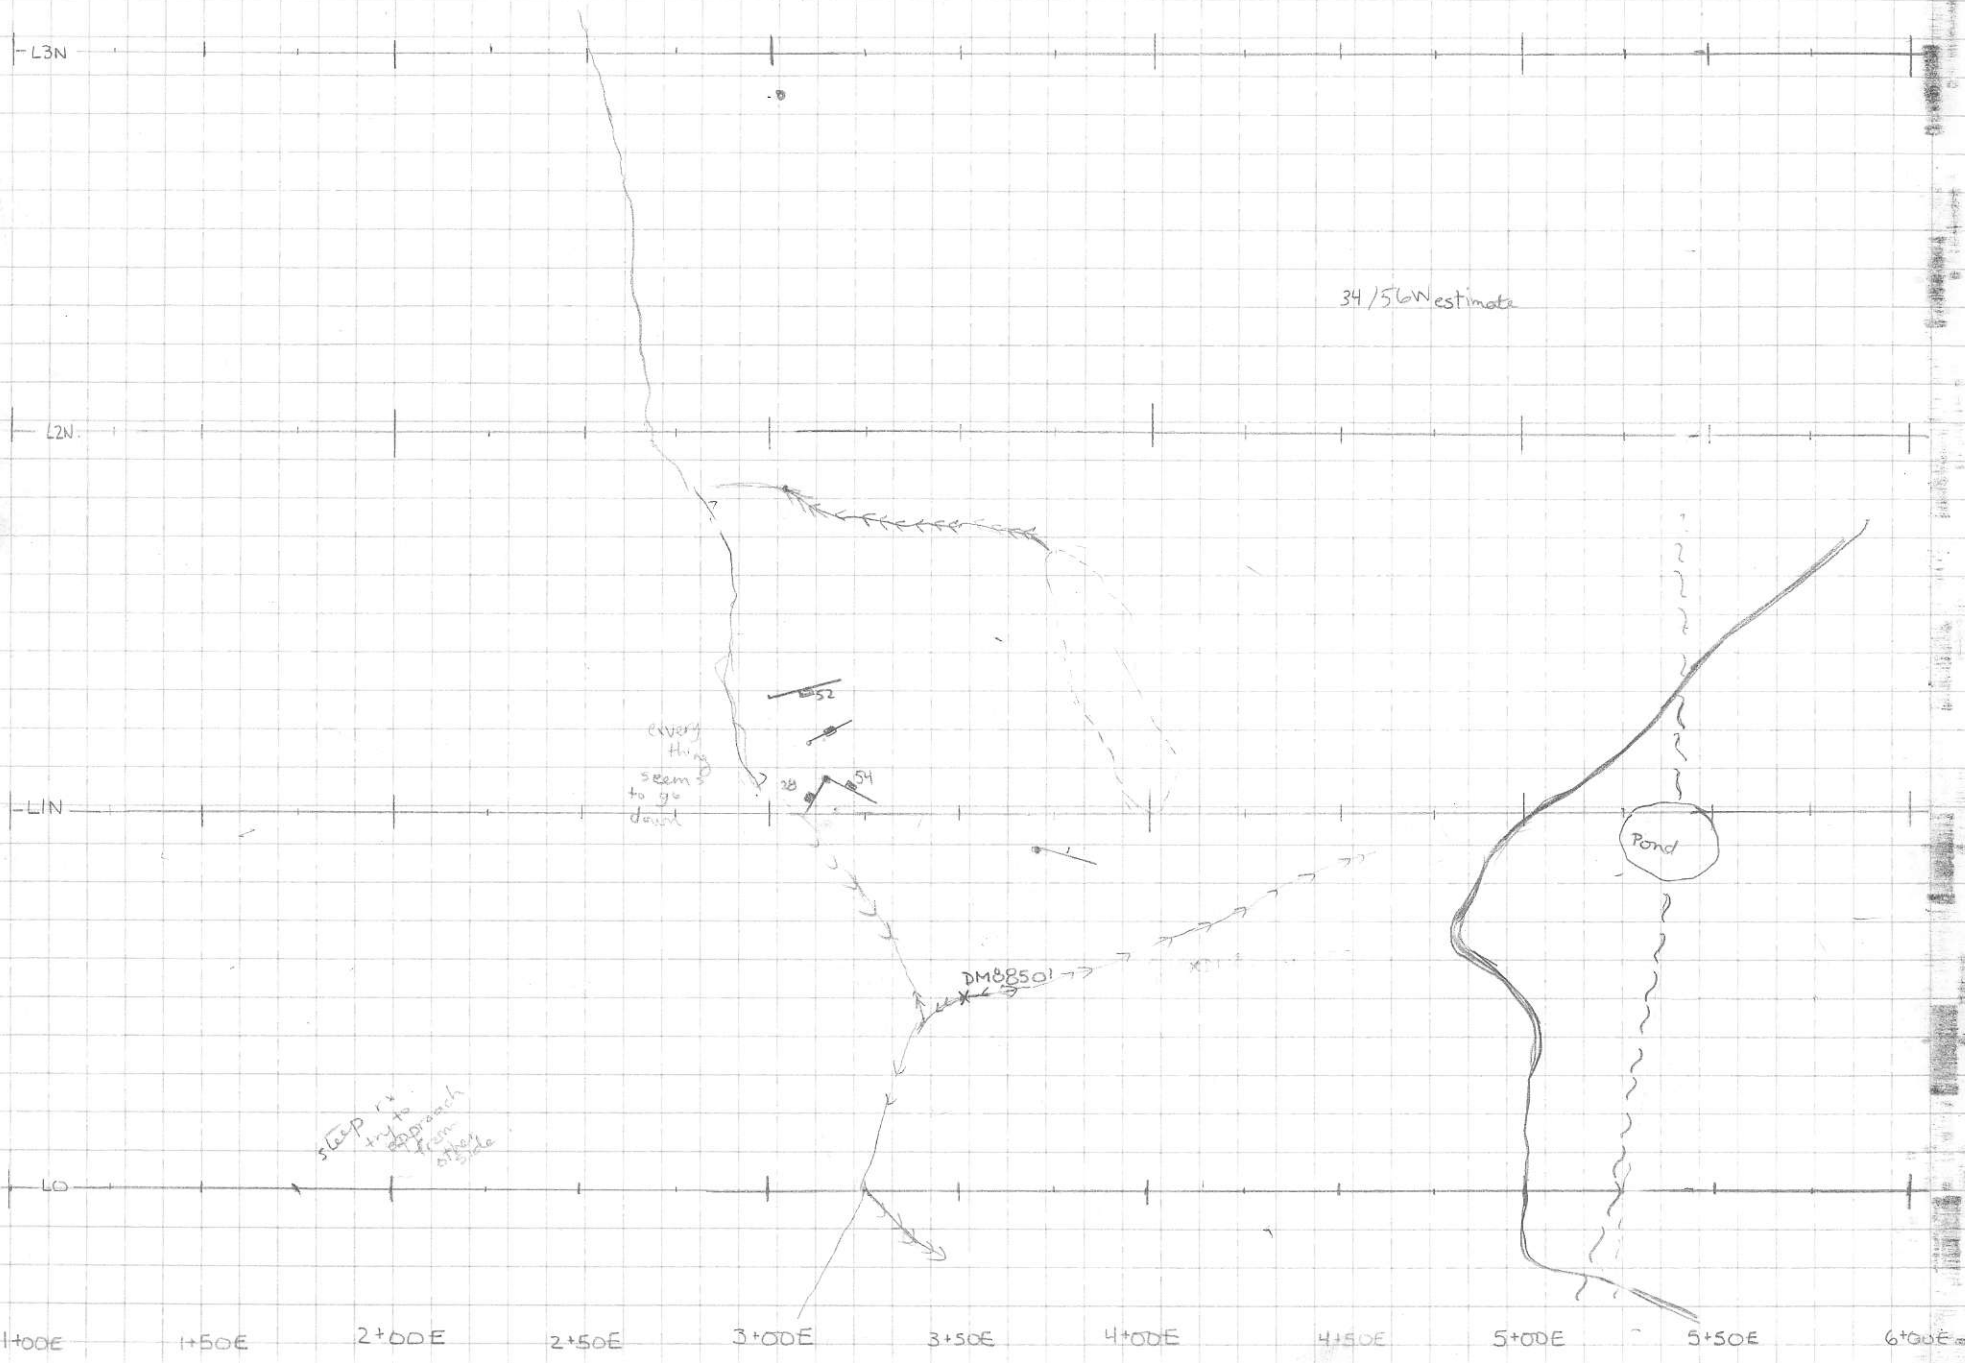 L3N
34/56W estimate
L2N
52
every
thing
seems
to go
down
28
54
L1N
Pond
DM88501
steep rx
try to
approach
from
other
side
L0
1+00E 1+50E 2+00E 2+50E 3+00E 3+50E 4+00E 4+50E 5+00E 5+50E 6+00E